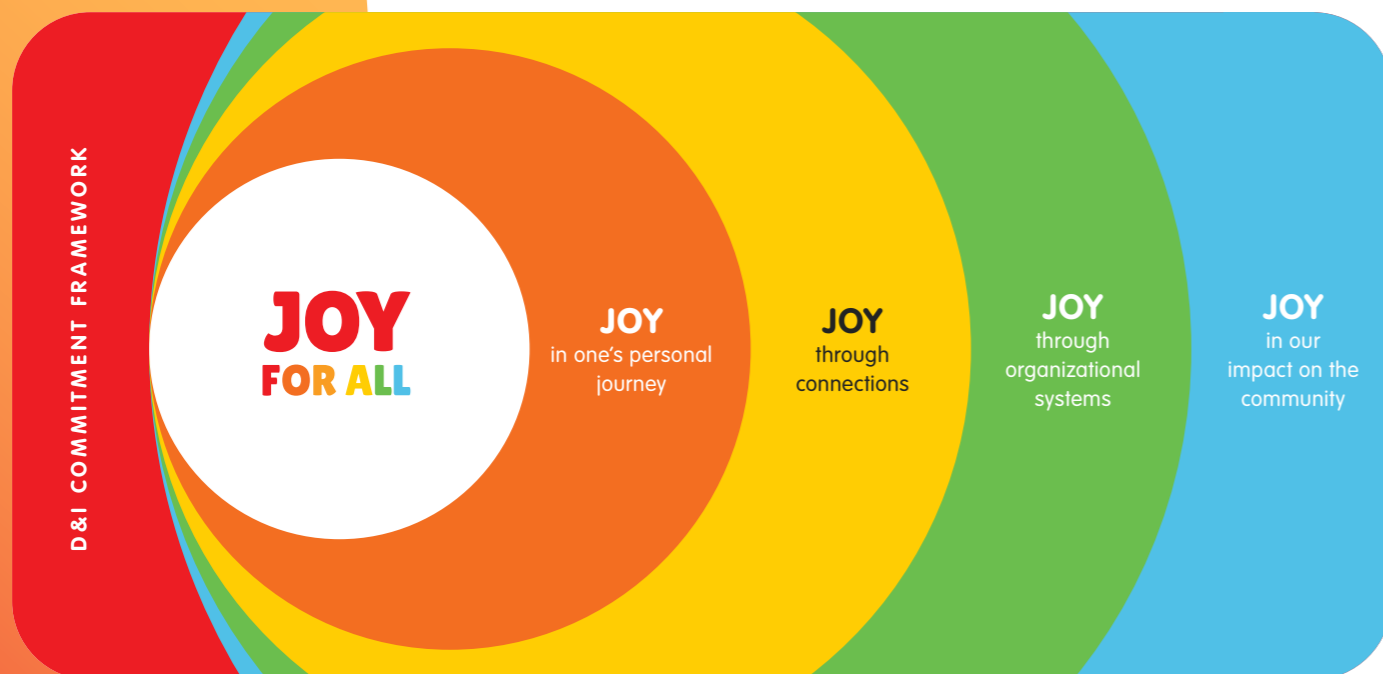 D&I COMMITMENT FRAMEWORK
JOY
FOR ALL
JOY
in one's personal
journey
JOY
through
connections
JOY
through
organizational
systems
JOY
in our
impact on the
community